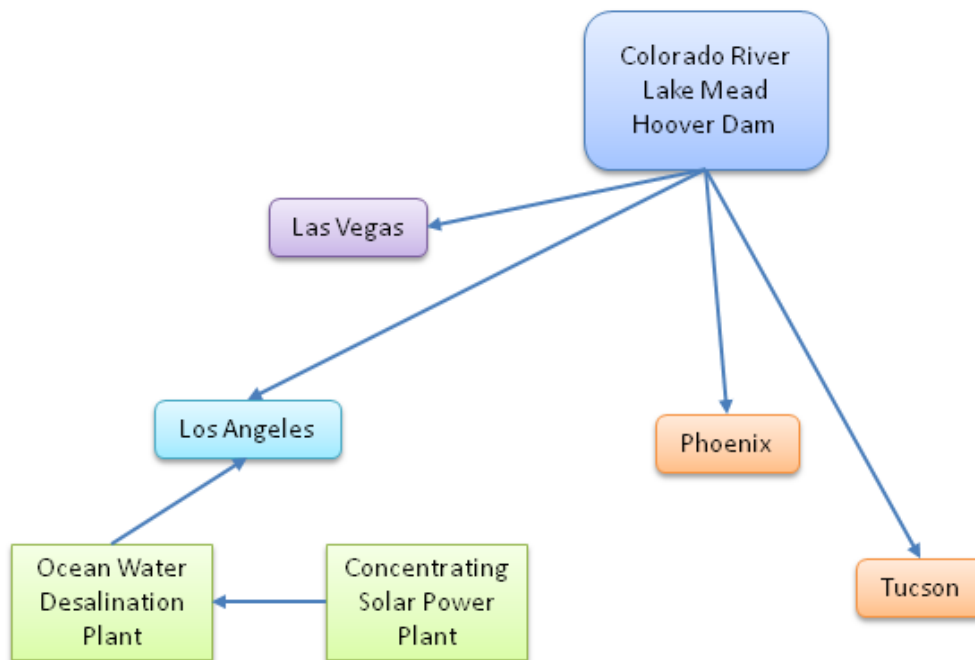 Colorado River
Lake Mead
Hoover Dam
Las Vegas
Los Angeles
Phoenix
Ocean Water
Desalination
Plant
Concentrating
Solar Power
Plant
Tucson